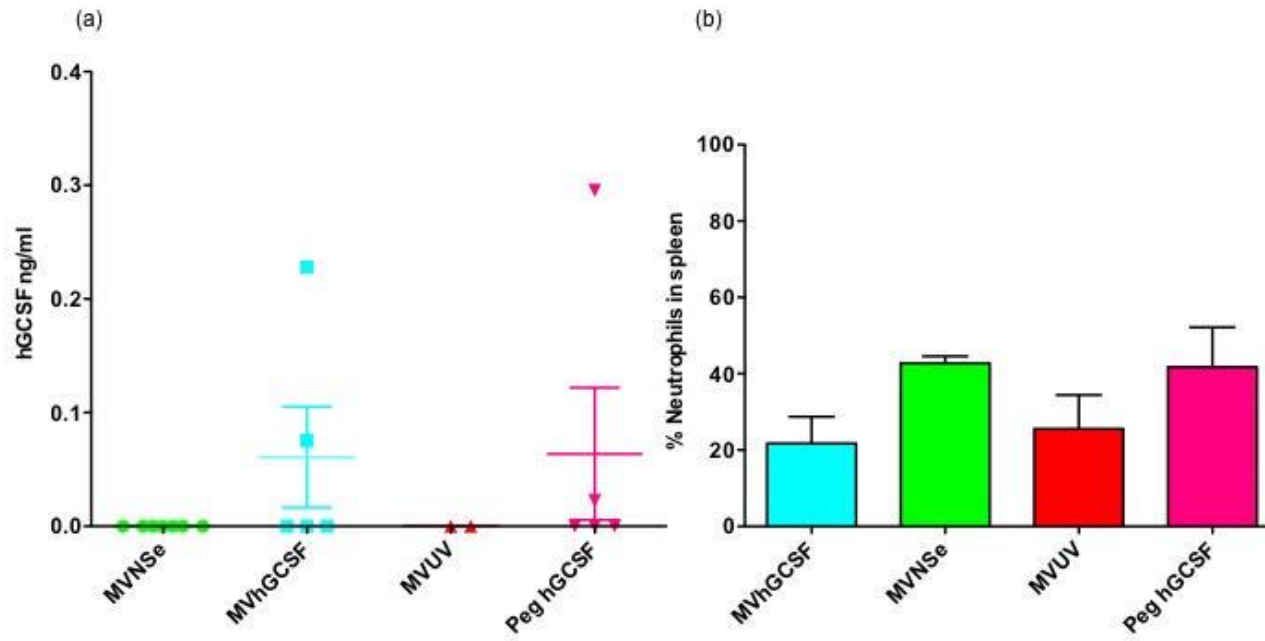 (a)
hGCSF ng/ml
0.4
0.3
0.2
0.1
0.0
MVNSe
MVhGCSF
MVUV
Peg hGCSF
(b)
% Neutrophils in spleen
100
80
60
40
20
0
MVhGCSF
MVNSe
MVUV
Peg hGCSF